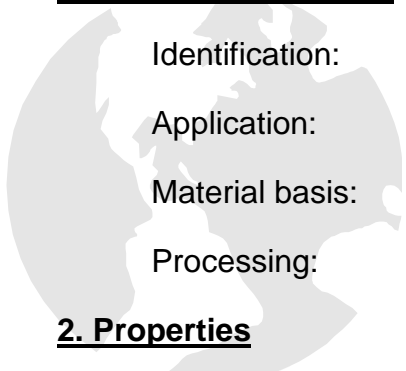 Identification:
Application:
Material basis:
Processing:
2. Properties